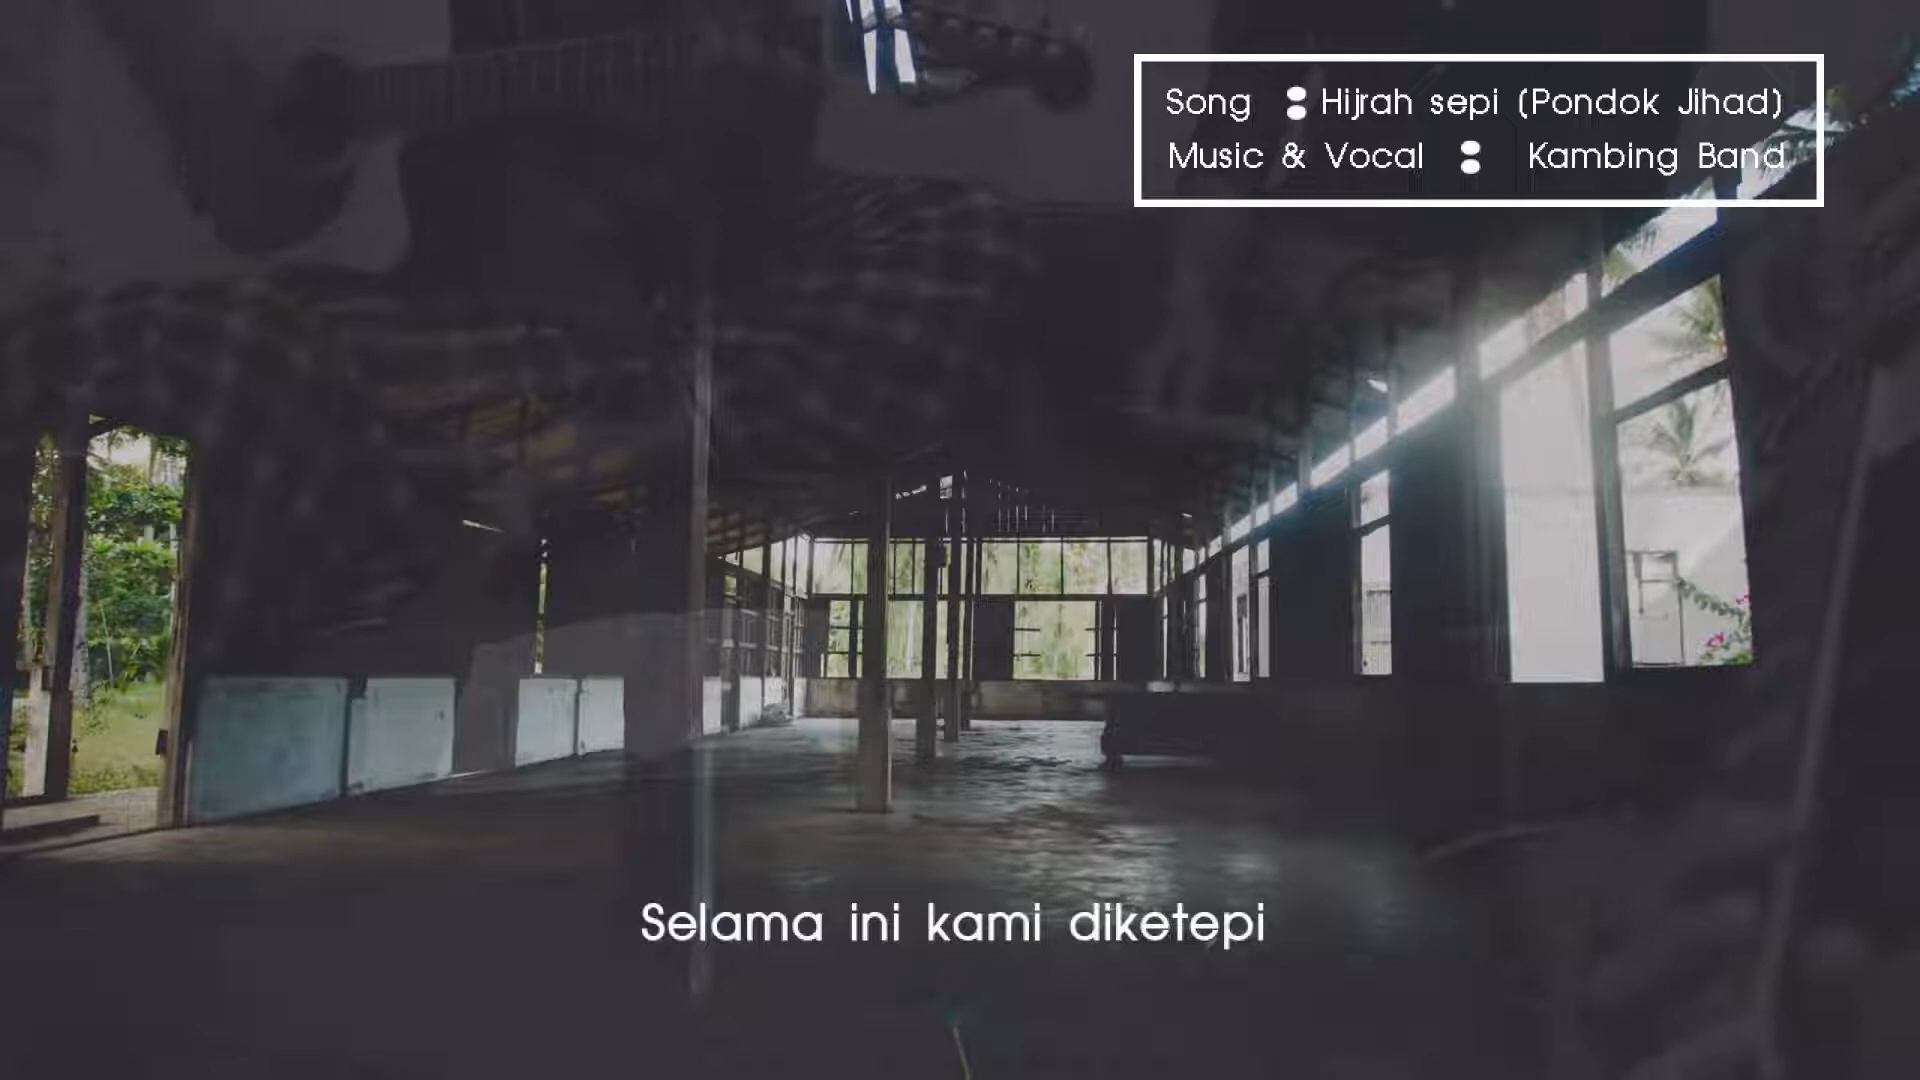 Song : Hijrah sepi (Pondok Jihad)
Music & Vocal : Kambing Band
Selama ini kami diketepi